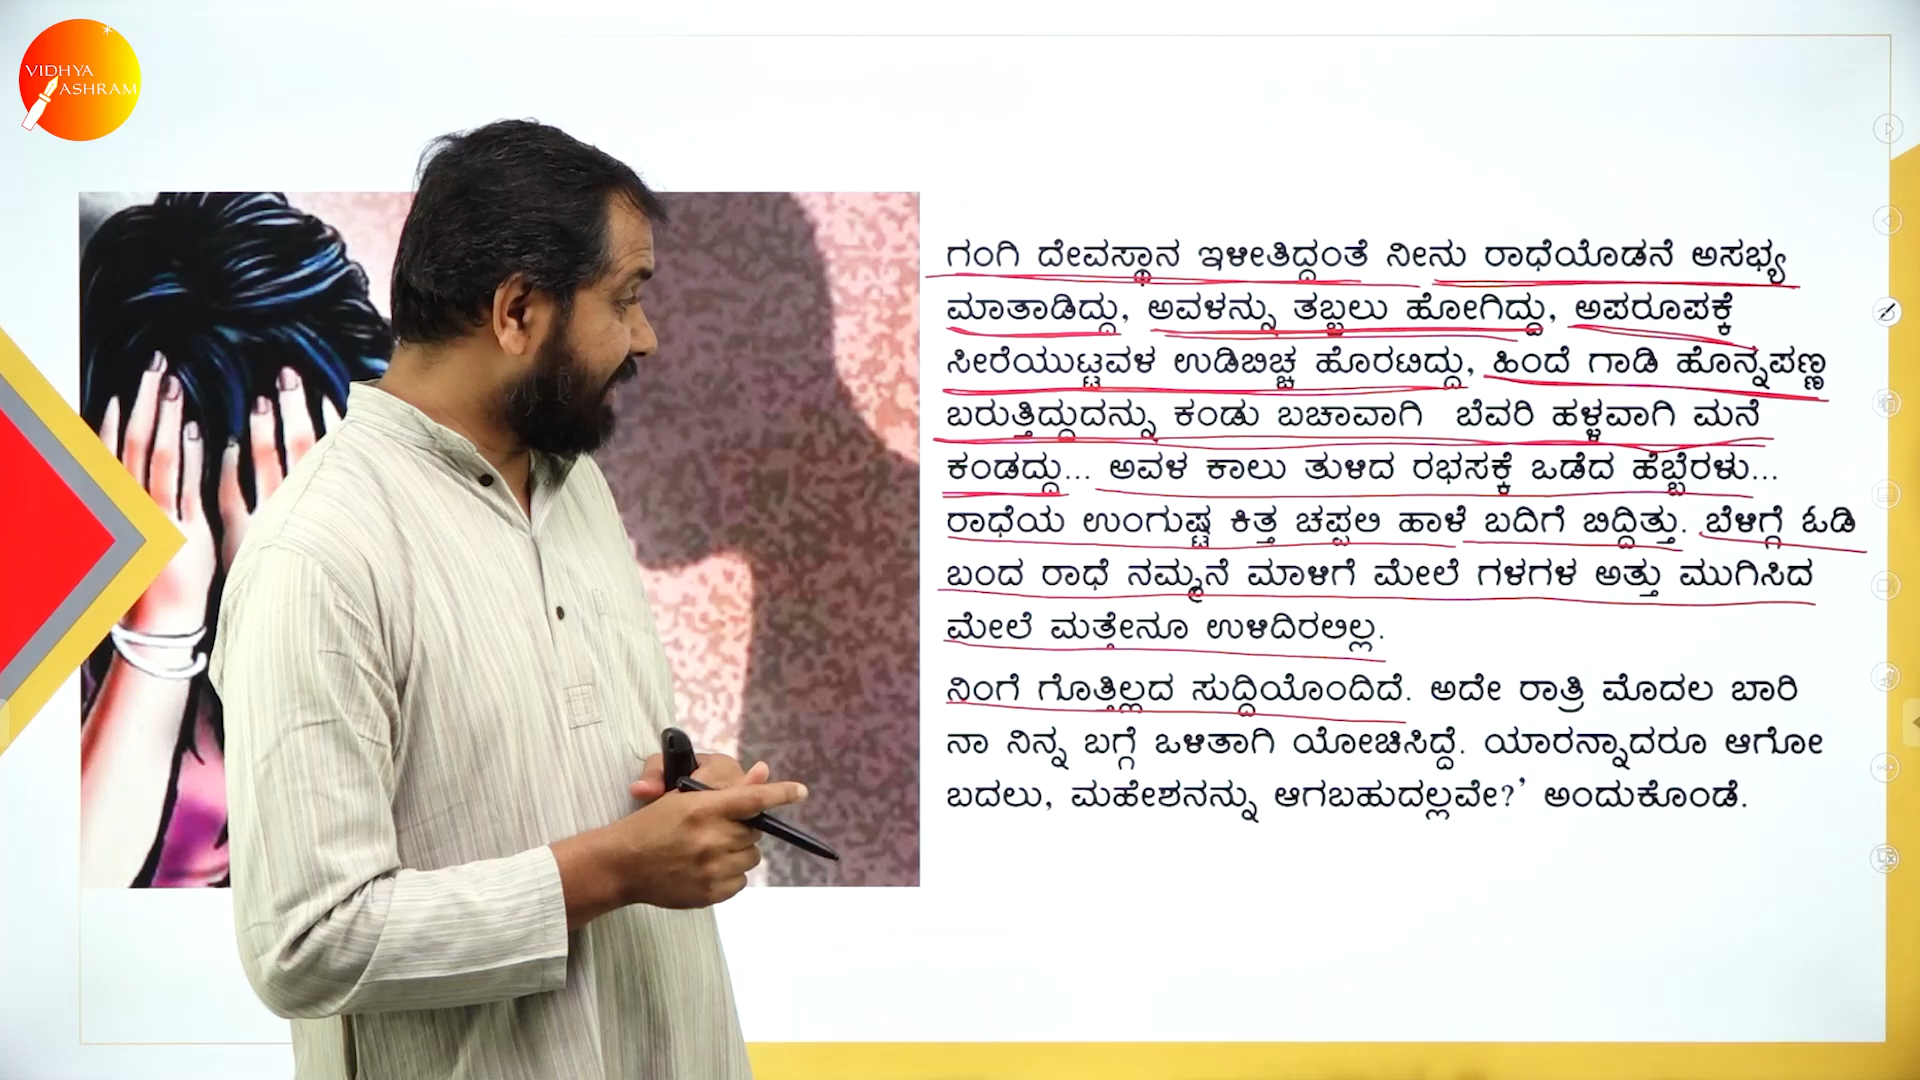 VIDHYA
ASHRAM
ಗಂಗಿ ದೇವಸ್ಥಾನ ಇಳೀತಿದ್ದಂತೆ ನೀನು ರಾಧೆಯೊಡನೆ ಅಸಭ್ಯ
ಮಾತಾಡಿದ್ದು, ಅವಳನ್ನು ತಬ್ಬಲು ಹೋಗಿದ್ದು, ಅಪರೂಪಕ್ಕೆ
ಸೀರೆಯುಟ್ಟವಳ ಉಡಿಬಿಚ್ಚ ಹೊರಟಿದ್ದು, ಹಿಂದೆ ಗಾಡಿ ಹೊನ್ನಪಣ್ಣ
ಬರುತ್ತಿದ್ದುದನ್ನು ಕಂಡು ಬಚಾವಾಗಿ ಬೆವರಿ ಹಳ್ಳವಾಗಿ ಮನೆ
ಕಂಡದ್ದು... ಅವಳ ಕಾಲು ತುಳಿದ ರಭಸಕ್ಕೆ ಒಡೆದ ಹೆಬ್ಬೆರಳು...
ರಾಧೆಯ ಉಂಗುಷ್ಟ ಕಿತ್ತ ಚಪ್ಪಲಿ ಹಾಳೆ ಬದಿಗೆ ಬಿದ್ದಿತ್ತು. ಬೆಳಿಗ್ಗೆ ಓಡಿ
ಬಂದ ರಾಧೆ ನಮ್ಮನೆ ಮಾಳಿಗೆ ಮೇಲೆ ಗಳಗಳ ಅತ್ತು ಮುಗಿಸಿದ
ಮೇಲೆ ಮತ್ತೇನೂ ಉಳಿದಿರಲಿಲ್ಲ.
ನಿಂಗೆ ಗೊತ್ತಿಲ್ಲದ ಸುದ್ದಿಯೊಂದಿದೆ. ಅದೇ ರಾತ್ರಿ ಮೊದಲ ಬಾರಿ
ನಾ ನಿನ್ನ ಬಗ್ಗೆ ಒಳಿತಾಗಿ ಯೋಚಿಸಿದ್ದೆ. ಯಾರನ್ನಾದರೂ ಆಗೋ
ಬದಲು, ಮಹೇಶನನ್ನು ಆಗಬಹುದಲ್ಲವೇ?’ ಅಂದುಕೊಂಡೆ.